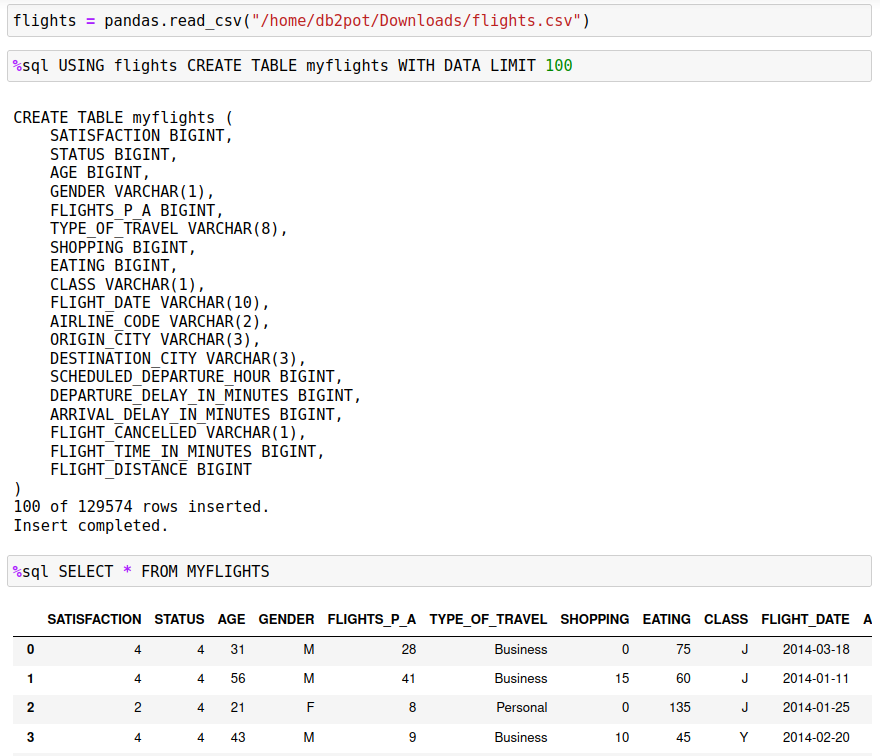 flights = pandas.read_csv("/home/db2pot/Downloads/flights.csv")
%sql USING flights CREATE TABLE myflights WITH DATA LIMIT 100
CREATE TABLE myflights (
    SATISFACTION BIGINT,
    STATUS BIGINT,
    AGE BIGINT,
    GENDER VARCHAR(1),
    FLIGHTS_P_A BIGINT,
    TYPE_OF_TRAVEL VARCHAR(8),
    SHOPPING BIGINT,
    EATING BIGINT,
    CLASS VARCHAR(1),
    FLIGHT_DATE VARCHAR(10),
    AIRLINE_CODE VARCHAR(2),
    ORIGIN_CITY VARCHAR(3),
    DESTINATION_CITY VARCHAR(3),
    SCHEDULED_DEPARTURE_HOUR BIGINT,
    DEPARTURE_DELAY_IN_MINUTES BIGINT,
    ARRIVAL_DELAY_IN_MINUTES BIGINT,
    FLIGHT_CANCELLED VARCHAR(1),
    FLIGHT_TIME_IN_MINUTES BIGINT,
    FLIGHT_DISTANCE BIGINT
)
100 of 129574 rows inserted.
Insert completed.
%sql SELECT * FROM MYFLIGHTS
SATISFACTION STATUS AGE GENDER FLIGHTS_P_A TYPE_OF_TRAVEL SHOPPING EATING CLASS FLIGHT_DATE A
0 4 4 31 M 28 Business 0 75 J 2014-03-18
1 4 4 56 M 41 Business 15 60 J 2014-01-11
2 2 4 21 F 8 Personal 0 135 J 2014-01-25
3 4 4 43 M 9 Business 10 45 Y 2014-02-20